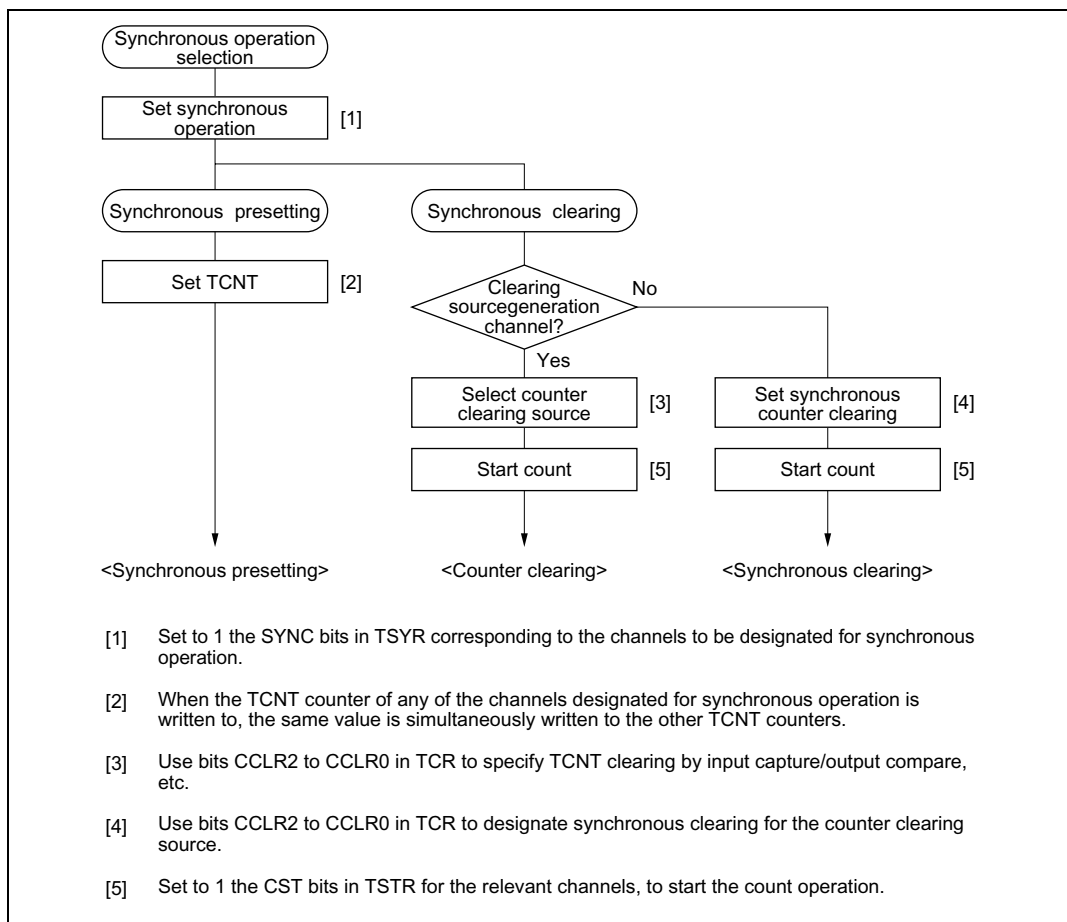 Synchronous operation
selection
Set synchronous
operation
[1]
Synchronous presetting
Synchronous clearing
Set TCNT
[2]
Clearing
sourcegeneration
channel?
No
Yes
Select counter
clearing source
[3]
Set synchronous
counter clearing
[4]
Start count
[5]
Start count
[5]
<Synchronous presetting>
<Counter clearing>
<Synchronous clearing>
[1] Set to 1 the SYNC bits in TSYR corresponding to the channels to be designated for synchronous
operation.
[2] When the TCNT counter of any of the channels designated for synchronous operation is
written to, the same value is simultaneously written to the other TCNT counters.
[3] Use bits CCLR2 to CCLR0 in TCR to specify TCNT clearing by input capture/output compare,
etc.
[4] Use bits CCLR2 to CCLR0 in TCR to designate synchronous clearing for the counter clearing
source.
[5] Set to 1 the CST bits in TSTR for the relevant channels, to start the count operation.